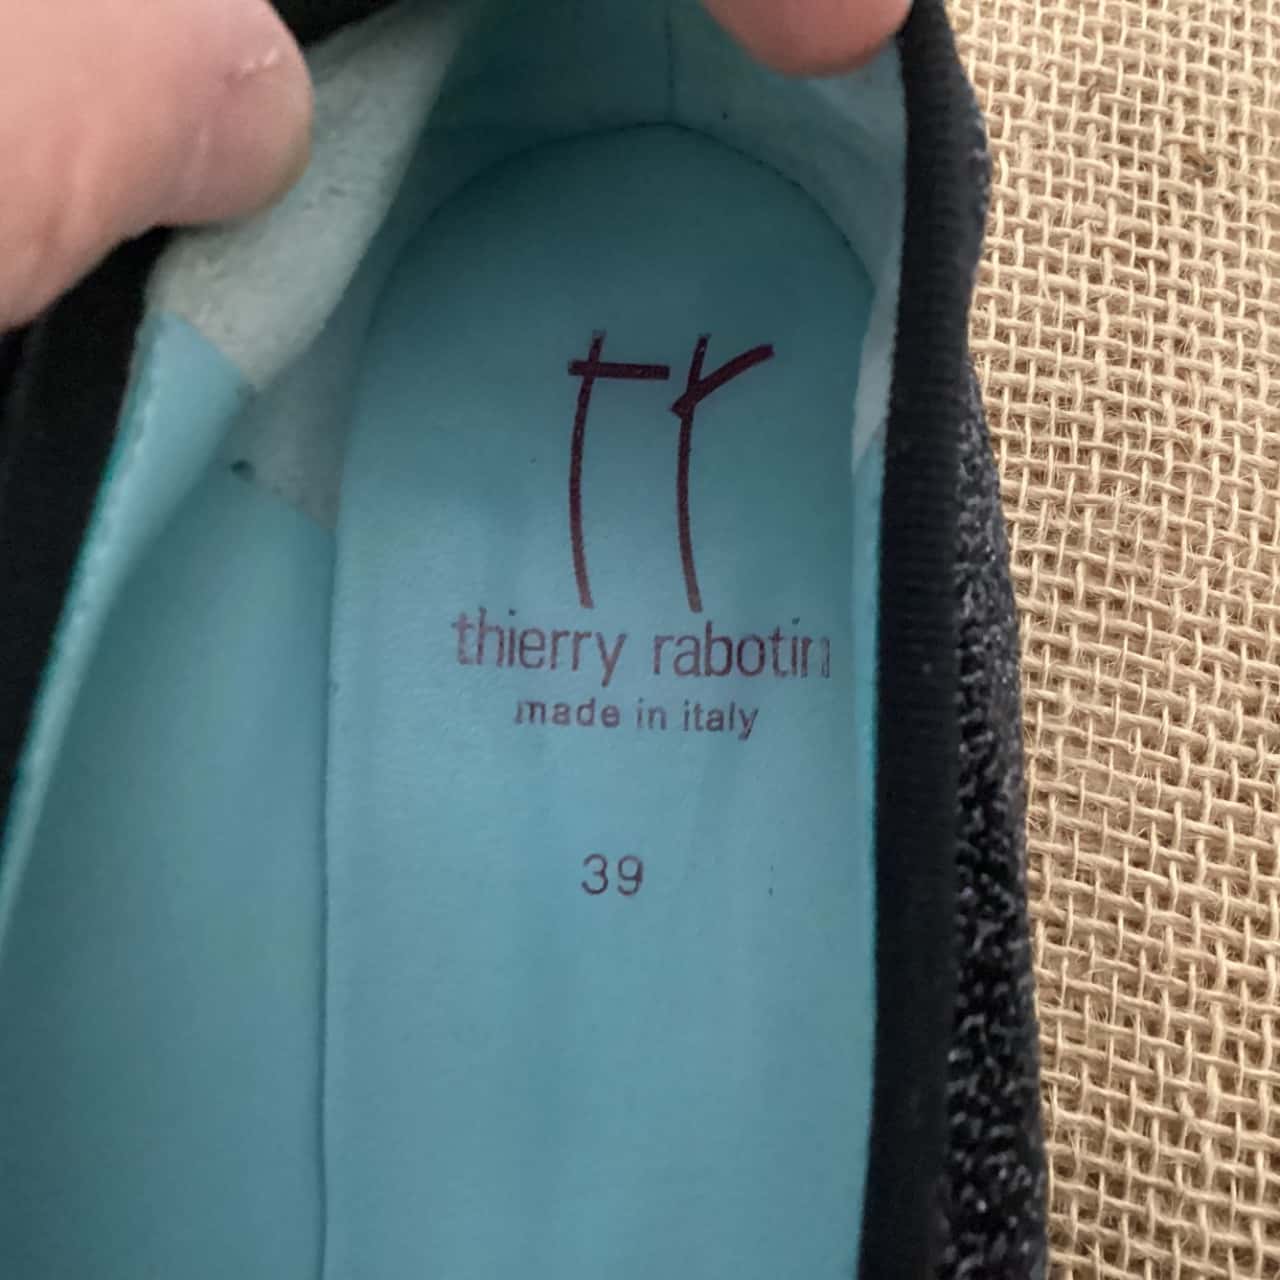 tr
thierry rabotin
made in italy
39